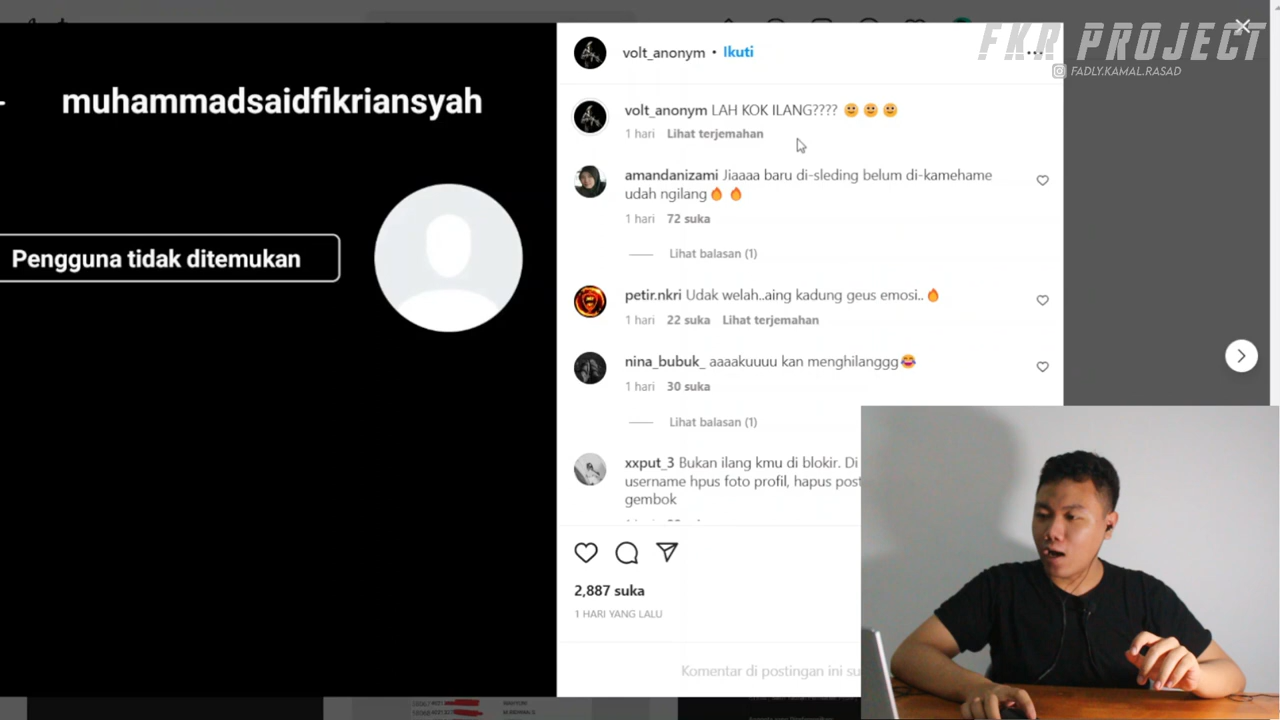 FKR PROJECT
FADLY.KAMAL.RASAD
muhammadsaidfikriansyah
Pengguna tidak ditemukan
volt_anonym • Ikuti
volt_anonym LAH KOK ILANG????
1 hari Lihat terjemahan
amandanizami Jiaaaa baru di-sleding belum di-kamehame
udah ngilang
1 hari 72 suka
Lihat balasan (1)
petir.nkri Udak welah..aing kadung geus emosi..
1 hari 22 suka Lihat terjemahan
nina_bubuk_ aaaakuuuu kan menghilanggg
1 hari 30 suka
Lihat balasan (1)
xxput_3 Bukan ilang kmu di blokir. Di
username hpus foto profil, hapus post
gembok
2,887 suka
1 HARI YANG LALU
Komentar di postingan ini su